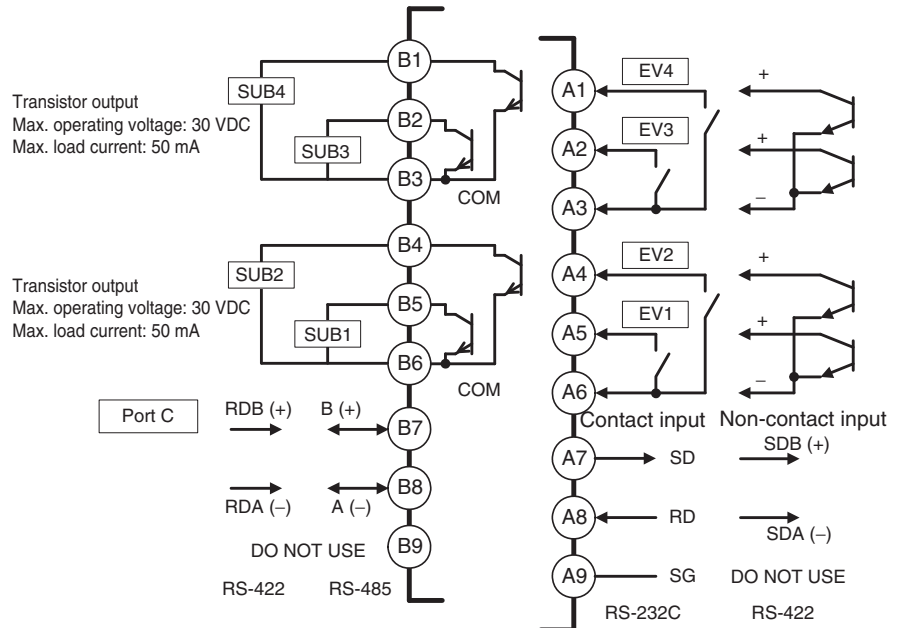 B1
SUB4
Transistor output
Max. operating voltage: 30 VDC
Max. load current: 50 mA
B2
SUB3
B3
COM
B4
SUB2
Transistor output
Max. operating voltage: 30 VDC
Max. load current: 50 mA
B5
SUB1
B6
COM
Port C
RDB (+) B (+)
B7
B8
RDA (–) A (–)
DO NOT USE
B9
RS-422 RS-485
EV4 +
A1
EV3 +
A2
–
A3
EV2 +
A4
EV1 +
A5
–
A6
Contact input Non-contact input
SDB (+)
A7 SD
A8 RD
SDA (–)
A9 SG DO NOT USE
RS-232C RS-422